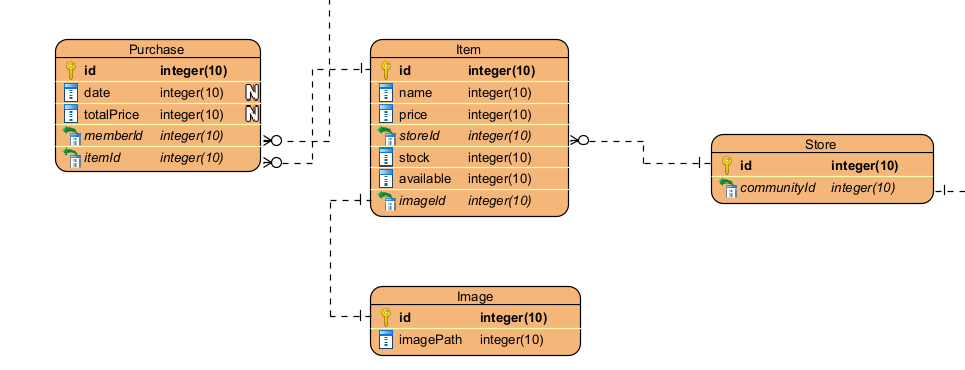 Purchase
id integer(10)
date integer(10) N
totalPrice integer(10) N
memberId integer(10)
itemId integer(10)
Item
id integer(10)
name integer(10)
price integer(10)
storeId integer(10)
stock integer(10)
available integer(10)
imageId integer(10)
Store
id integer(10)
communityId integer(10)
Image
id integer(10)
imagePath integer(10)